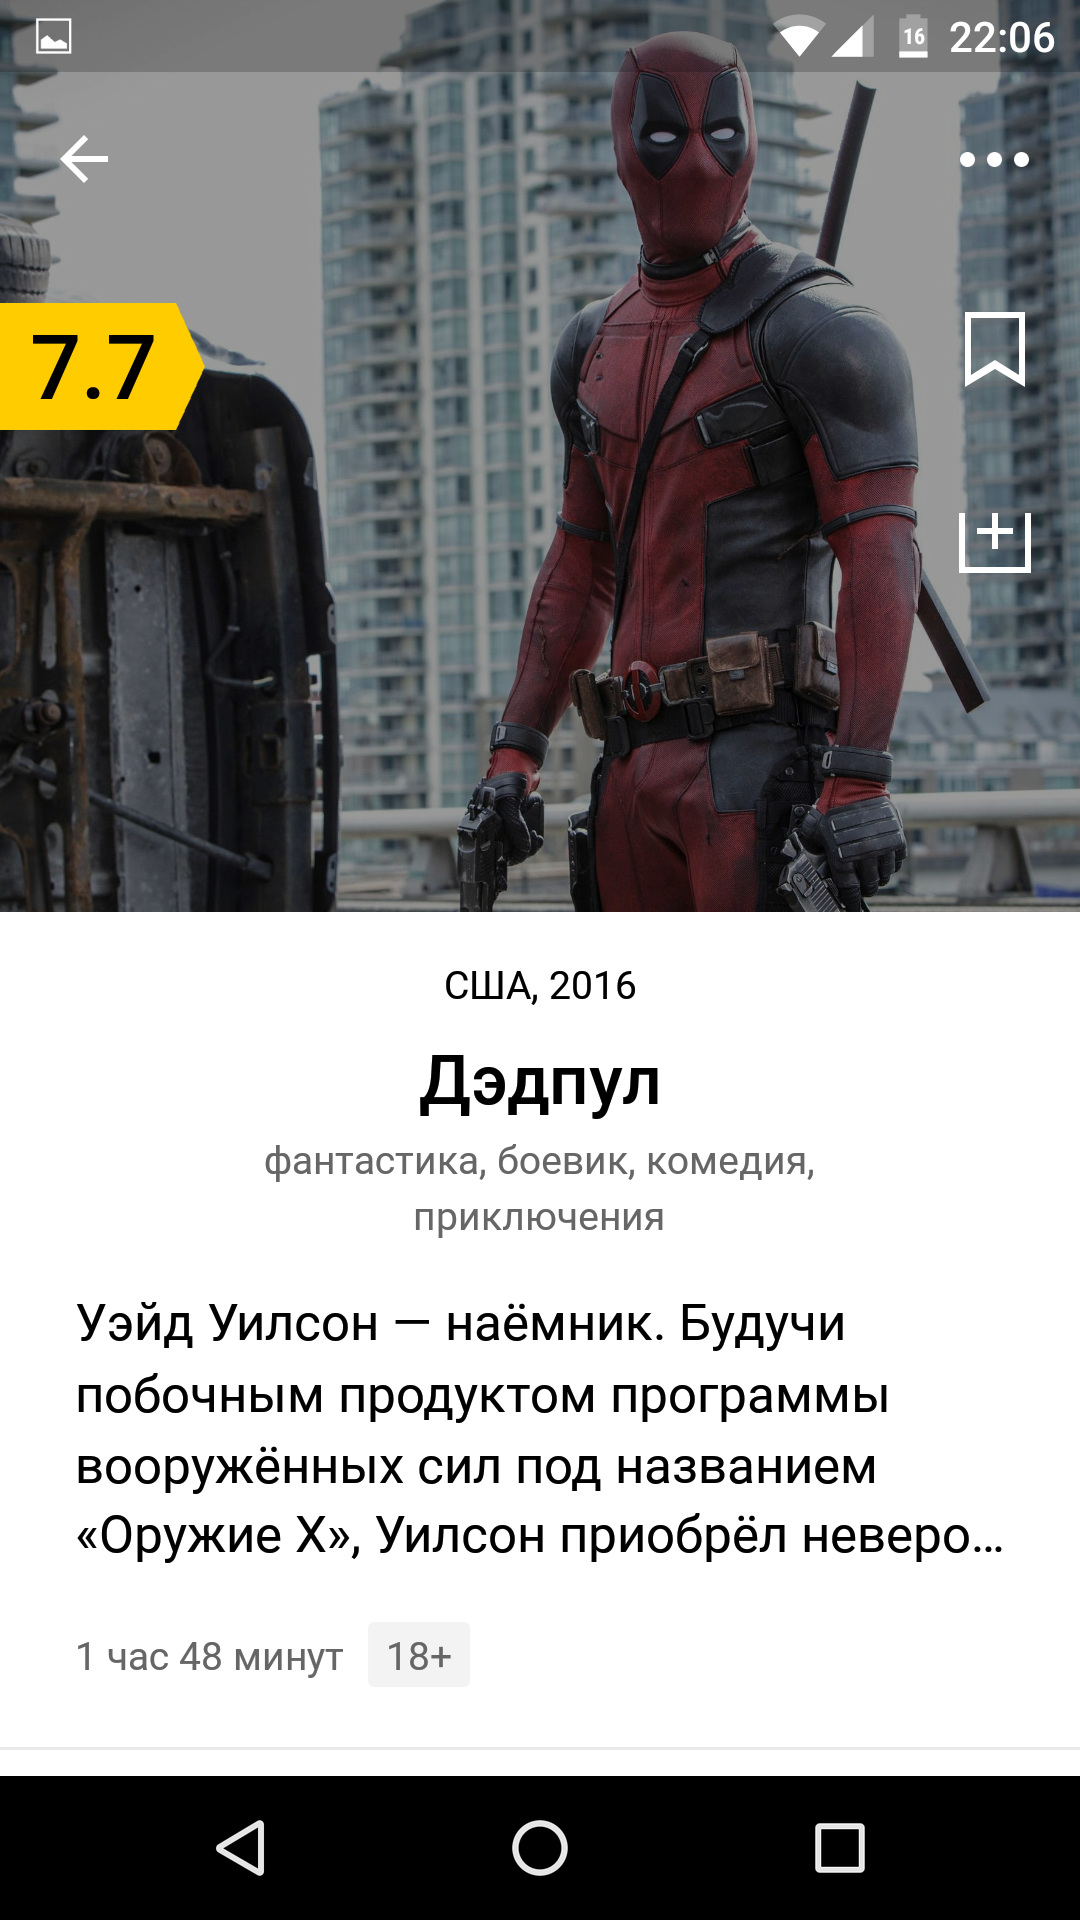 16 22:06
7.7
США, 2016
Дэдпул
фантастика, боевик, комедия,
приключения
Уэйд Уилсон — наёмник. Будучи
побочным продуктом программы
вооружённых сил под названием
«Оружие X», Уилсон приобрёл неверо…
1 час 48 минут 18+